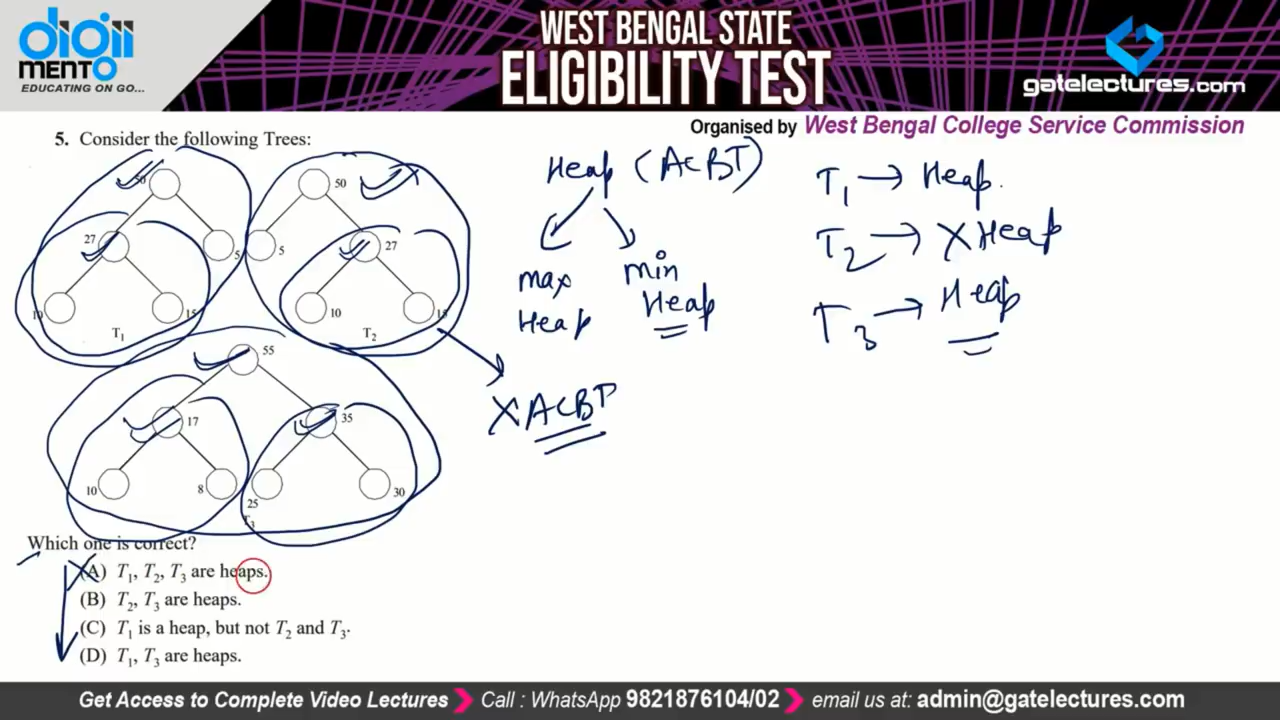 digii
MENTO
EDUCATING ON GO...
WEST BENGAL STATE
ELIGIBILITY TEST
gatelectures.com
Organised by West Bengal College Service Commission
5. Consider the following Trees:
50
27
5
10
15
T1
50
5
27
10
15
T2
55
17
35
10
8
25
30
T3
Heap (ACBT)
max
Heap
min
Heap
XACBT
T1 → Heap.
T2 → X Heap
T3 → Heap
Which one is correct?
(A) T1, T2, T3 are heaps.
(B) T2, T3 are heaps.
(C) T1 is a heap, but not T2 and T3.
(D) T1, T3 are heaps.
Get Access to Complete Video Lectures Call : WhatsApp 9821876104/02 email us at: admin@gatelectures.com